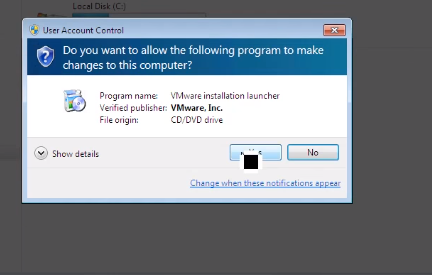 Local Disk (C:)
User Account Control
Do you want to allow the following program to make
changes to this computer?
Program name: VMware installation launcher
Verified publisher: VMware, Inc.
File origin: CD/DVD drive
Show details
No
Change when these notifications appear